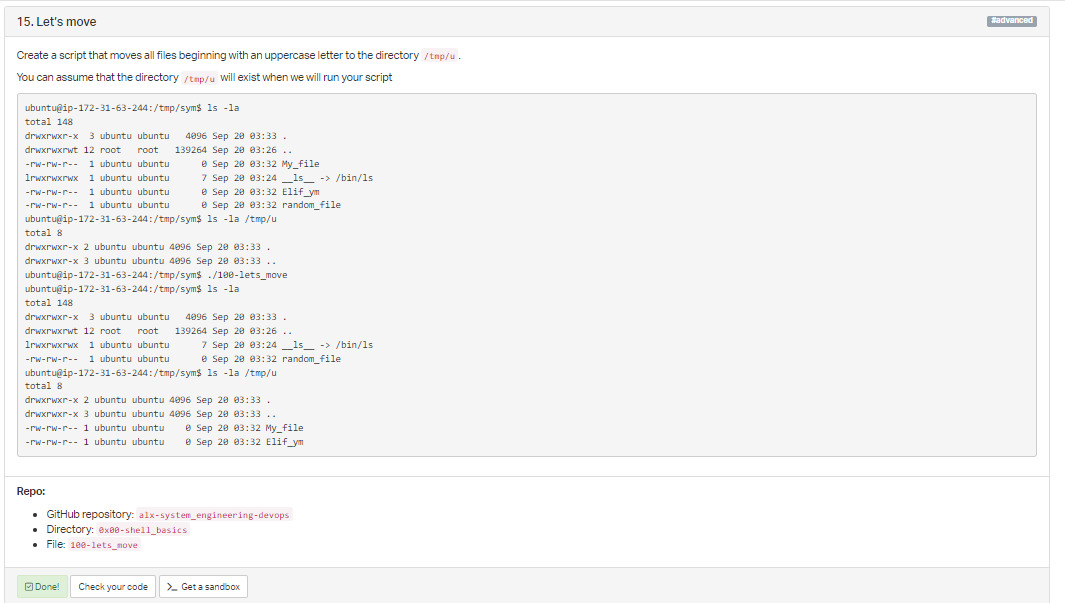 15. Let's move
#advanced
Create a script that moves all files beginning with an uppercase letter to the directory /tmp/u .
You can assume that the directory /tmp/u will exist when we will run your script
ubuntu@ip-172-31-63-244:/tmp/sym$ ls -la
total 148
drwxrwxr-x  3 ubuntu ubuntu   4096 Sep 20 03:33 .
drwxrwxrwt 12 root   root   139264 Sep 20 03:26 ..
-rw-rw-r--  1 ubuntu ubuntu      0 Sep 20 03:32 My_file
lrwxrwxrwx  1 ubuntu ubuntu      7 Sep 20 03:24 __ls__ -> /bin/ls
-rw-rw-r--  1 ubuntu ubuntu      0 Sep 20 03:32 Elif_ym
-rw-rw-r--  1 ubuntu ubuntu      0 Sep 20 03:32 random_file
ubuntu@ip-172-31-63-244:/tmp/sym$ ls -la /tmp/u
total 8
drwxrwxr-x 2 ubuntu ubuntu 4096 Sep 20 03:33 .
drwxrwxr-x 3 ubuntu ubuntu 4096 Sep 20 03:33 ..
ubuntu@ip-172-31-63-244:/tmp/sym$ ./100-lets_move
ubuntu@ip-172-31-63-244:/tmp/sym$ ls -la
total 148
drwxrwxr-x  3 ubuntu ubuntu   4096 Sep 20 03:33 .
drwxrwxrwt 12 root   root   139264 Sep 20 03:26 ..
lrwxrwxrwx  1 ubuntu ubuntu      7 Sep 20 03:24 __ls__ -> /bin/ls
-rw-rw-r--  1 ubuntu ubuntu      0 Sep 20 03:32 random_file
ubuntu@ip-172-31-63-244:/tmp/sym$ ls -la /tmp/u
total 8
drwxrwxr-x 2 ubuntu ubuntu 4096 Sep 20 03:33 .
drwxrwxr-x 3 ubuntu ubuntu 4096 Sep 20 03:33 ..
-rw-rw-r-- 1 ubuntu ubuntu    0 Sep 20 03:32 My_file
-rw-rw-r-- 1 ubuntu ubuntu    0 Sep 20 03:32 Elif_ym
Repo:
• GitHub repository: alx-system_engineering-devops
• Directory: 0x00-shell_basics
• File: 100-lets_move
Done! Check your code >_ Get a sandbox